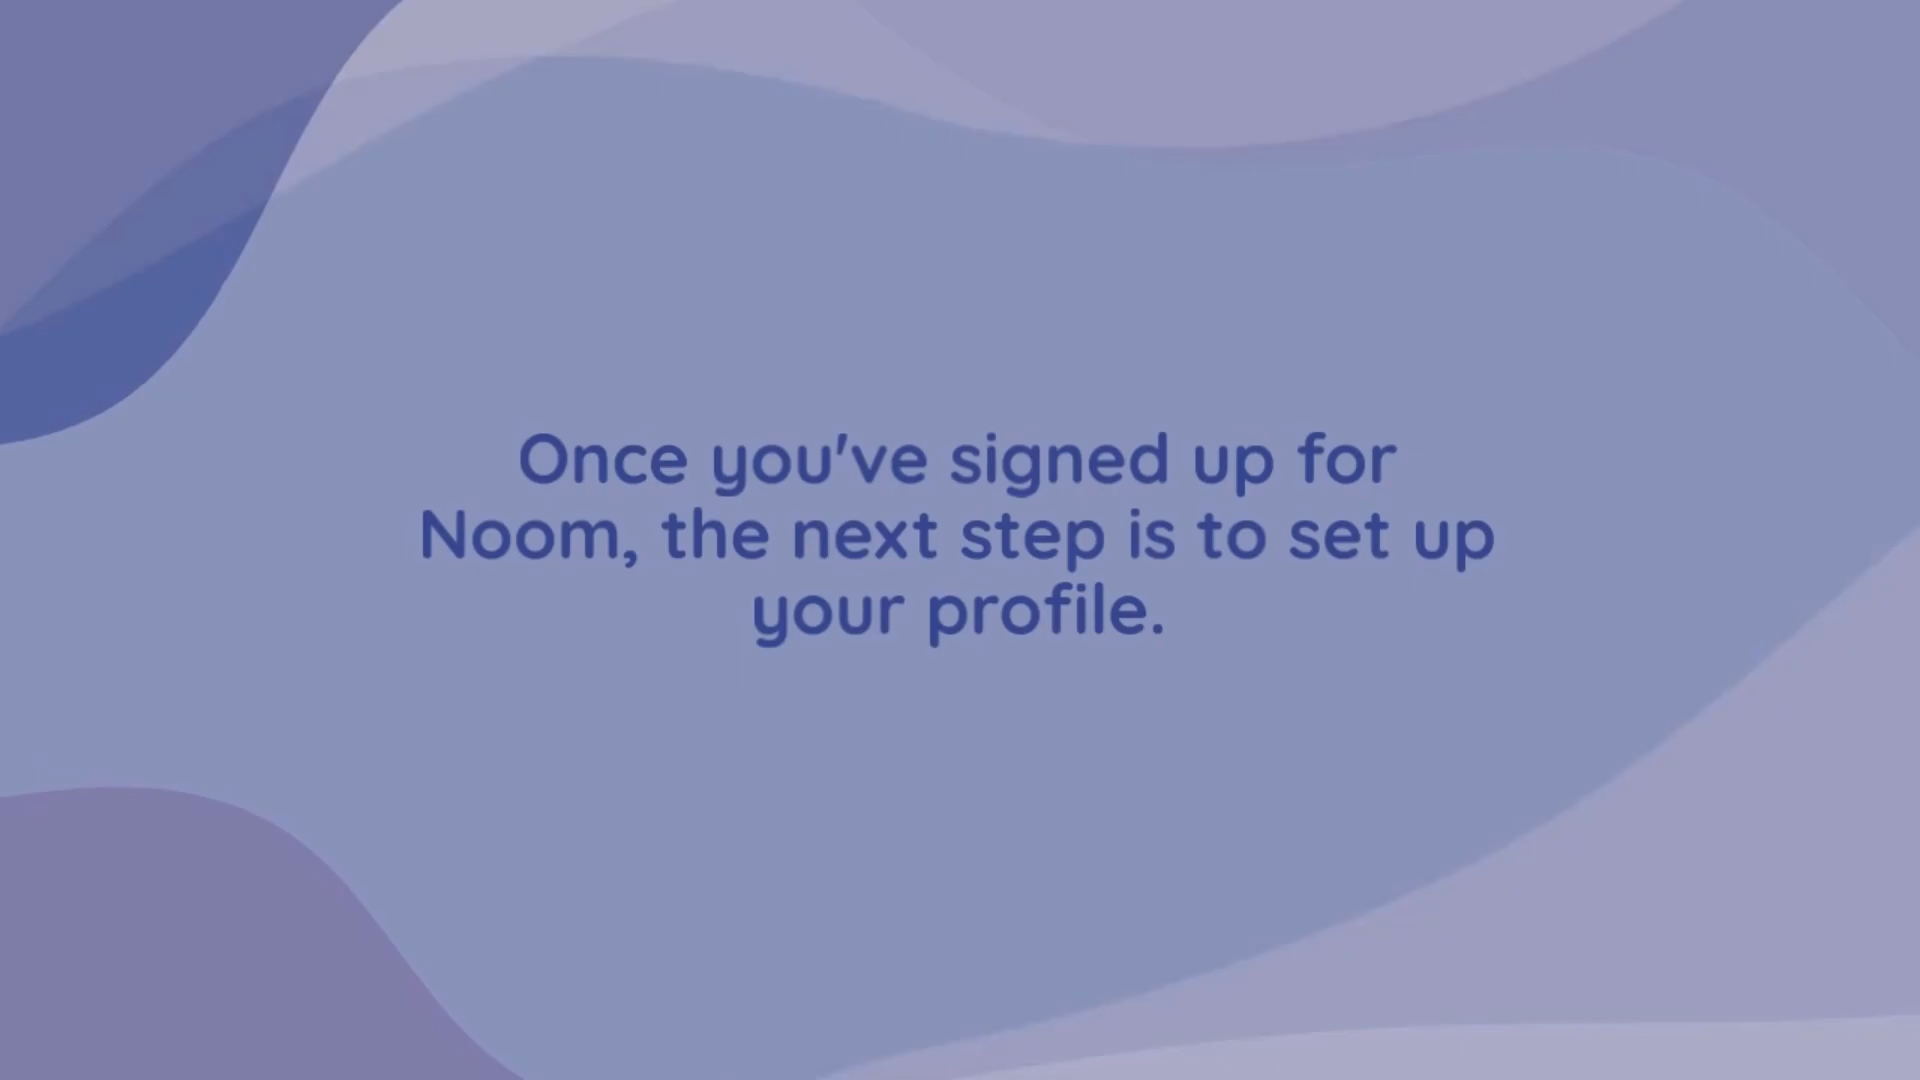 Once you've signed up for
Noom, the next step is to set up
your profile.